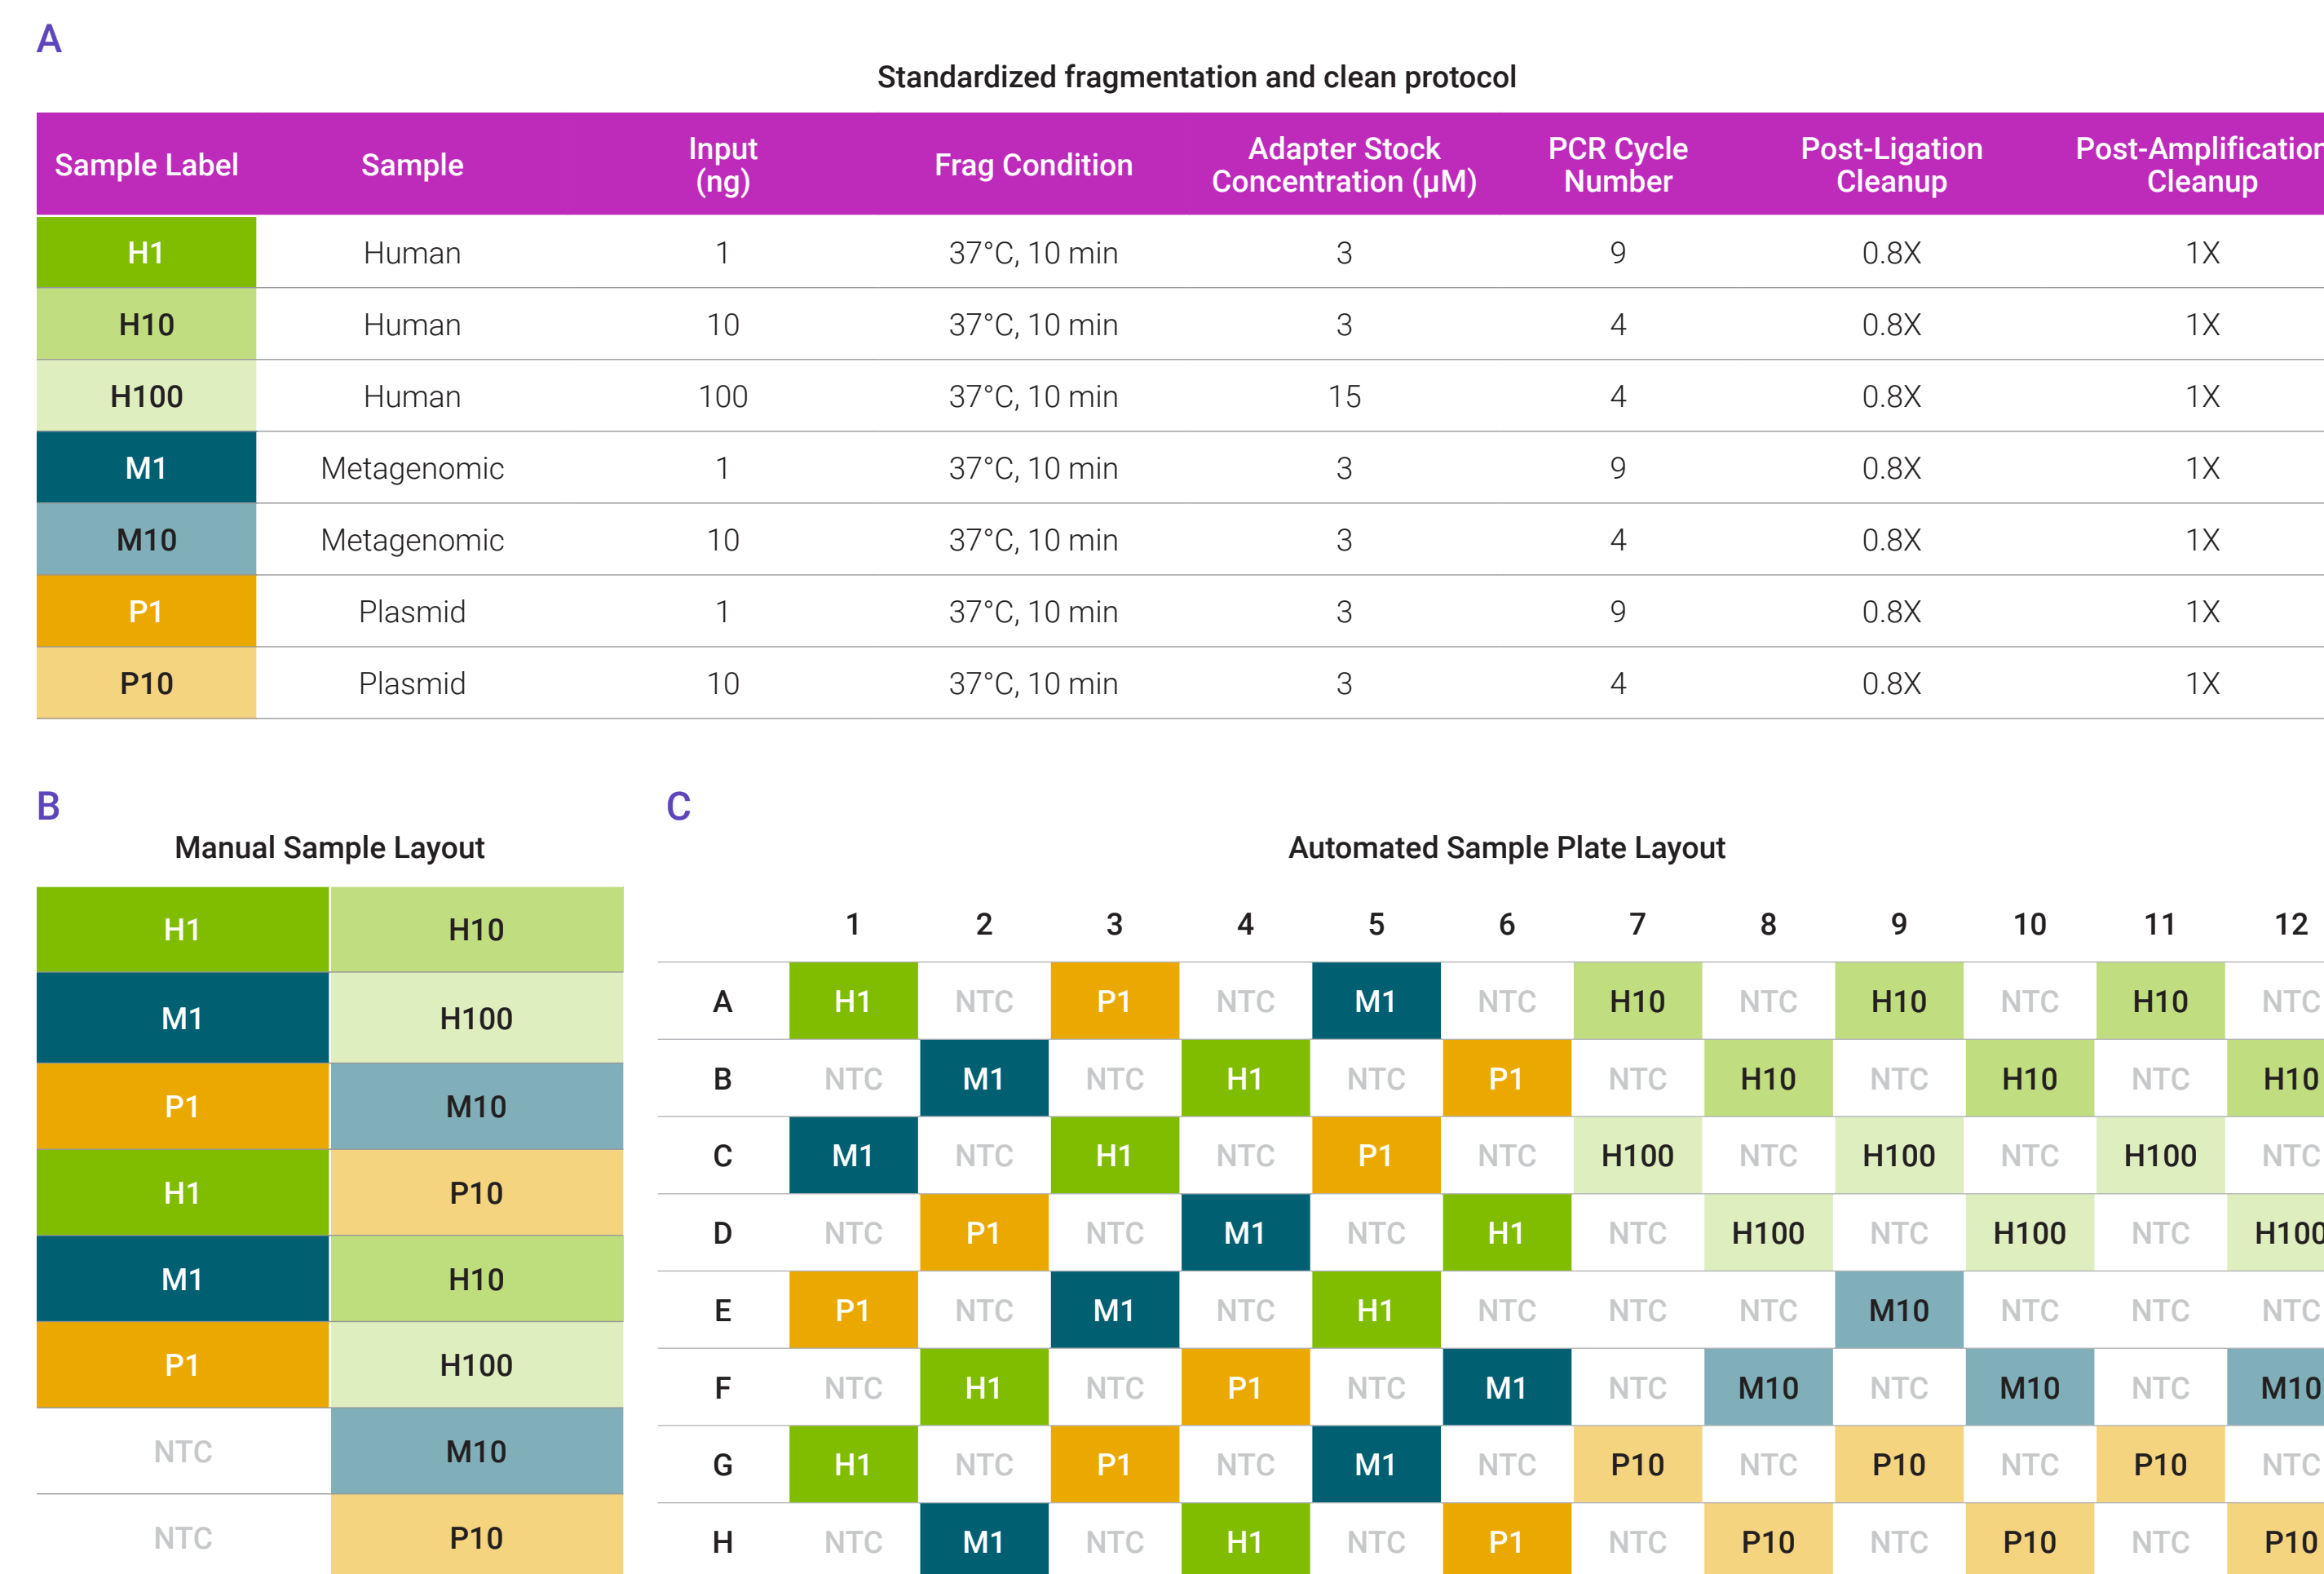 A
Standardized fragmentation and clean protocol
Sample Label Sample Input (ng) Frag Condition Adapter Stock Concentration (µM) PCR Cycle Number Post-Ligation Cleanup Post-Amplification Cleanup
H1 Human 1 37°C, 10 min 3 9 0.8X 1X
H10 Human 10 37°C, 10 min 3 4 0.8X 1X
H100 Human 100 37°C, 10 min 15 4 0.8X 1X
M1 Metagenomic 1 37°C, 10 min 3 9 0.8X 1X
M10 Metagenomic 10 37°C, 10 min 3 4 0.8X 1X
P1 Plasmid 1 37°C, 10 min 3 9 0.8X 1X
P10 Plasmid 10 37°C, 10 min 3 4 0.8X 1X
B
Manual Sample Layout
H1 H10
M1 H100
P1 M10
H1 P10
M1 H10
P1 H100
NTC M10
NTC P10
C
Automated Sample Plate Layout
1 2 3 4 5 6 7 8 9 10 11 12
A H1 NTC P1 NTC M1 NTC H10 NTC H10 NTC H10 NTC
B NTC M1 NTC H1 NTC P1 NTC H10 NTC H10 NTC H10
C M1 NTC H1 NTC P1 NTC H100 NTC H100 NTC H100 NTC
D NTC P1 NTC M1 NTC H1 NTC H100 NTC H100 NTC H100
E P1 NTC M1 NTC H1 NTC NTC NTC M10 NTC NTC NTC
F NTC H1 NTC P1 NTC M1 NTC M10 NTC M10 NTC M10
G H1 NTC P1 NTC M1 NTC P10 NTC P10 NTC P10 NTC
H NTC M1 NTC H1 NTC P1 NTC P10 NTC P10 NTC P10